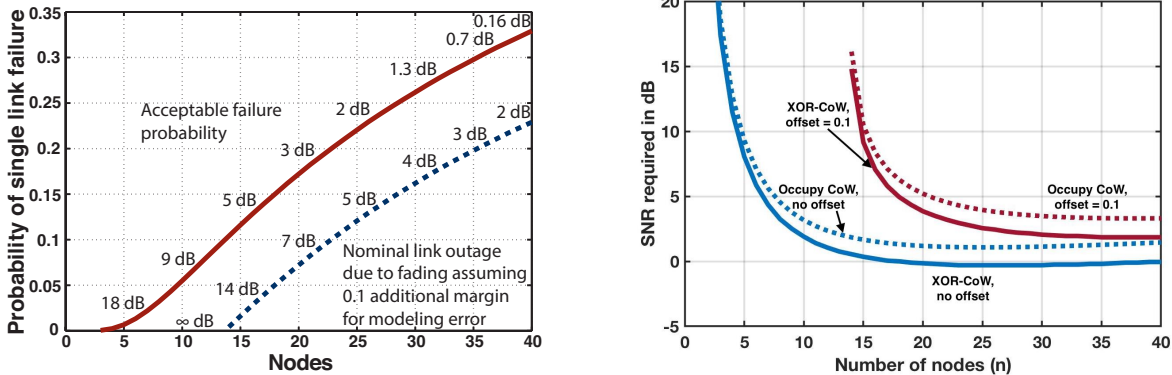 Probability of single link failure
0.35
0.3
0.25
0.2
0.15
0.1
0.05
0
0.16 dB
0.7 dB
1.3 dB
2 dB
3 dB
5 dB
9 dB
18 dB
Acceptable failure
probability
2 dB
3 dB
4 dB
5 dB
7 dB
14 dB
∞ dB
Nominal link outage
due to fading assuming
0.1 additional margin
for modeling error
0 5 10 15 20 25 30 35 40
Nodes
SNR required in dB
20
15
10
5
0
-5
XOR-CoW,
offset = 0.1
Occupy CoW,
no offset
Occupy CoW,
offset = 0.1
XOR-CoW,
no offset
0 5 10 15 20 25 30 35 40
Number of nodes (n)